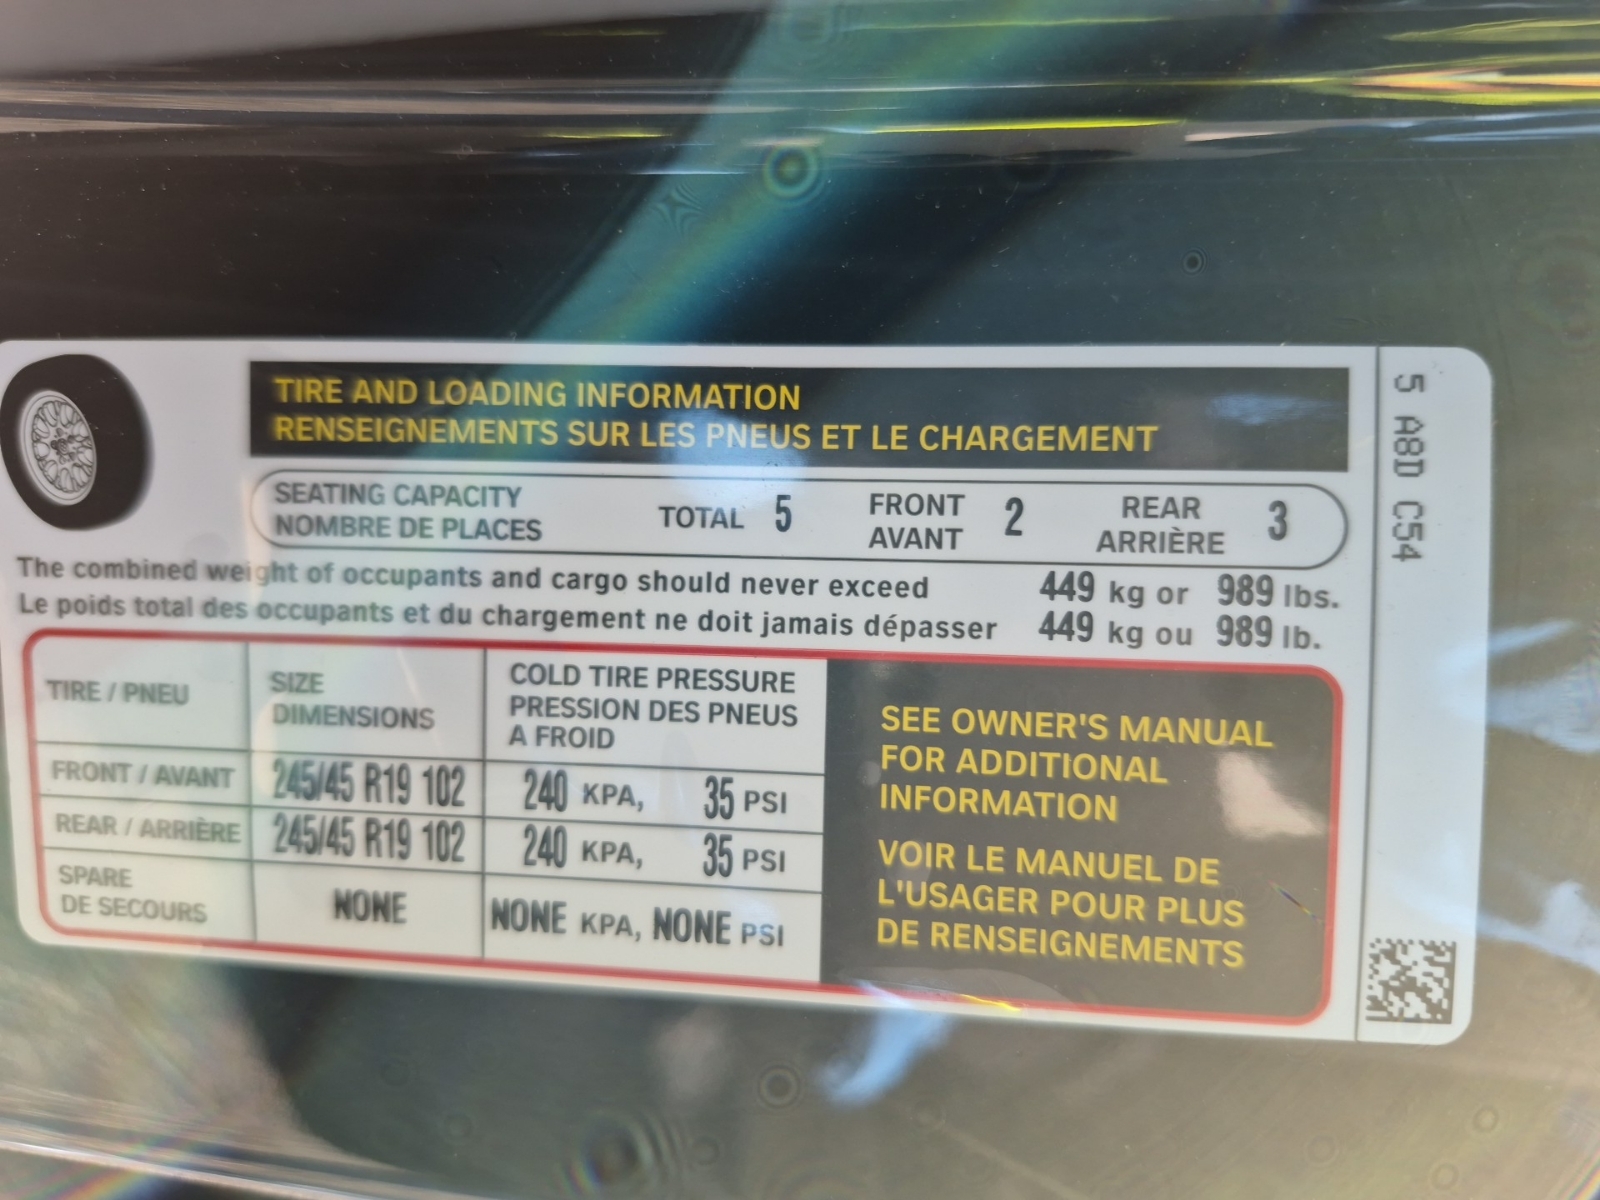 TIRE AND LOADING INFORMATION
RENSEIGNEMENTS SUR LES PNEUS ET LE CHARGEMENT
SEATING CAPACITY
NOMBRE DE PLACES
TOTAL 5
FRONT
AVANT
2
REAR
ARRIÈRE
3
The combined weight of occupants and cargo should never exceed 449 kg or 989 lbs.
Le poids total des occupants et du chargement ne doit jamais dépasser 449 kg ou 989 lb.
TIRE / PNEU
SIZE
DIMENSIONS
COLD TIRE PRESSURE
PRESSION DES PNEUS
A FROID
FRONT / AVANT 245/45 R19 102 240 KPA, 35 PSI
REAR / ARRIÈRE 245/45 R19 102 240 KPA, 35 PSI
SPARE
DE SECOURS
NONE NONE KPA, NONE PSI
SEE OWNER'S MANUAL
FOR ADDITIONAL
INFORMATION
VOIR LE MANUEL DE
L'USAGER POUR PLUS
DE RENSEIGNEMENTS
5 A8D C54